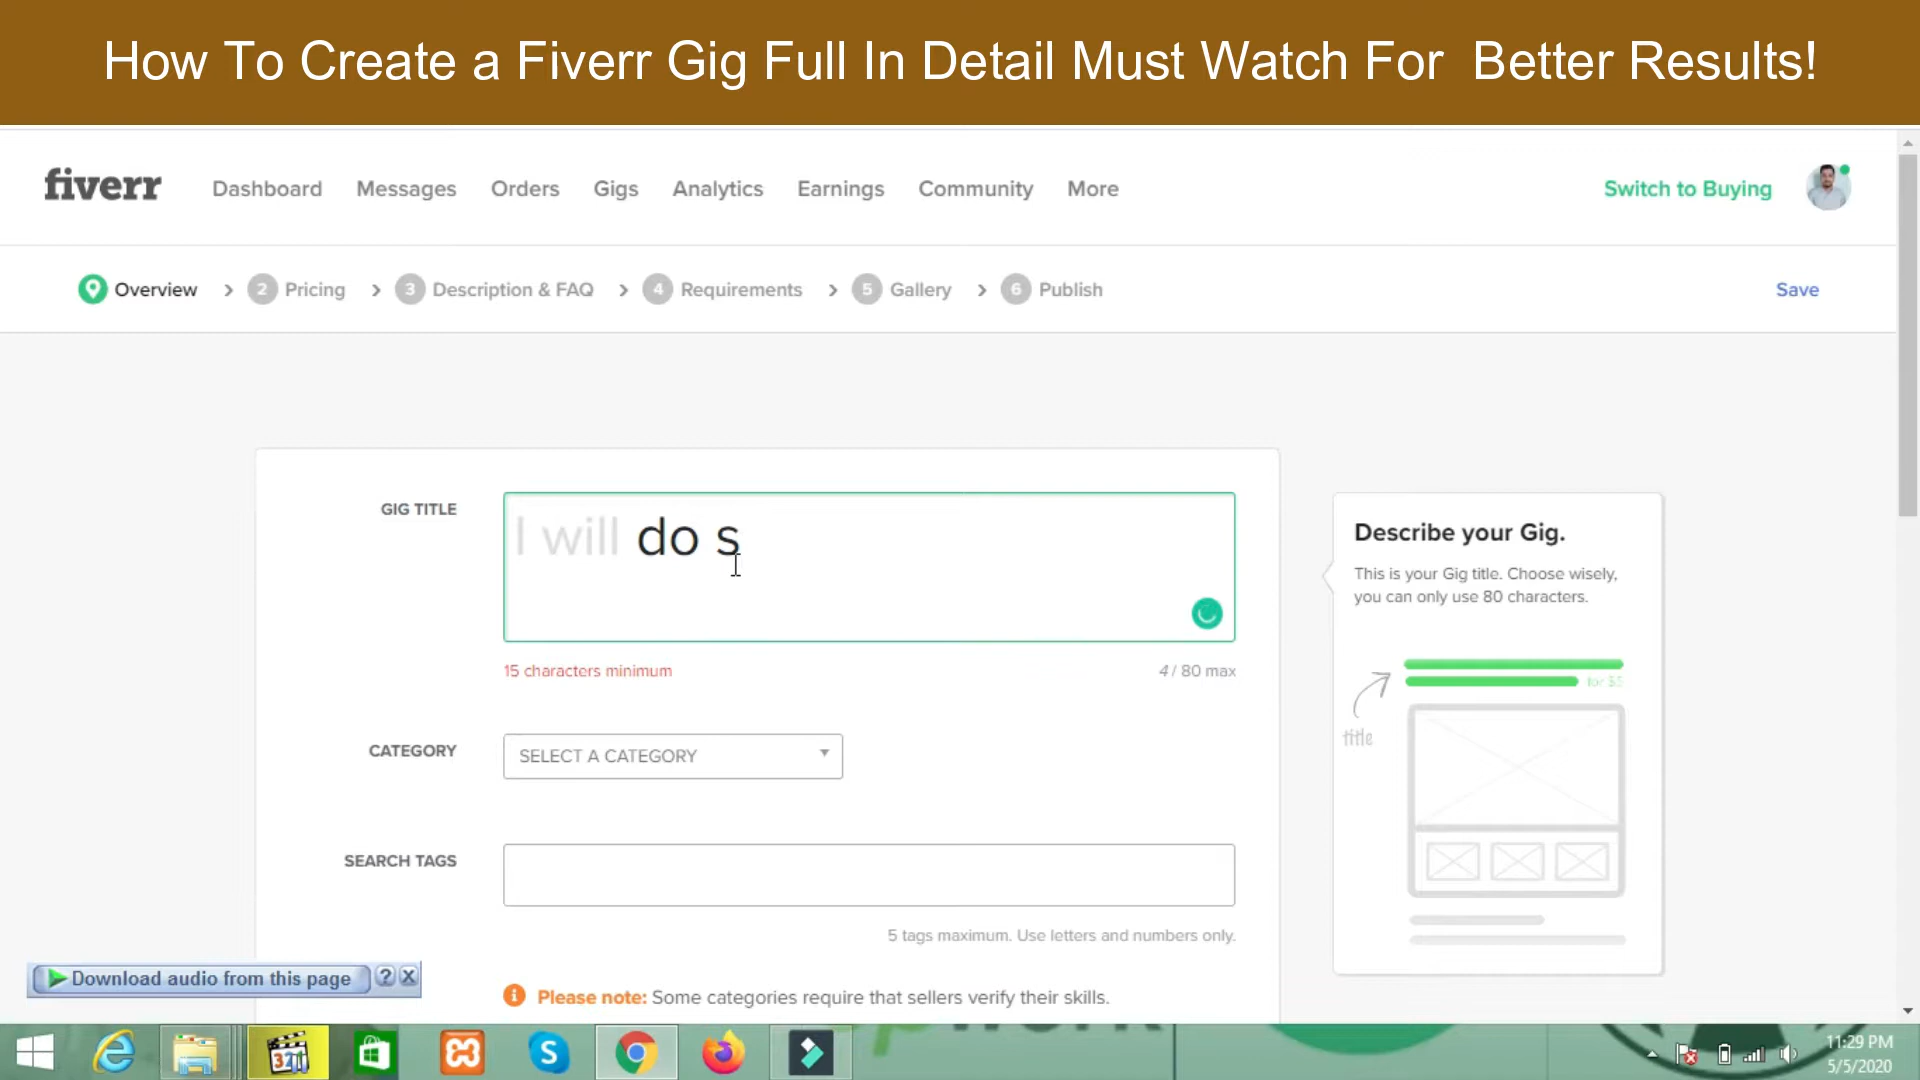 How To Create a Fiverr Gig Full In Detail Must Watch For  Better Results!
fiverr Dashboard Messages Orders Gigs Analytics Earnings Community More Switch to Buying
Overview › 2 Pricing › 3 Description & FAQ › 4 Requirements › 5 Gallery › 6 Publish Save
GIG TITLE
I will do s
15 characters minimum 4 / 80 max
Describe your Gig.
This is your Gig title. Choose wisely,
you can only use 80 characters.
for $5
title
CATEGORY
SELECT A CATEGORY
SEARCH TAGS
5 tags maximum. Use letters and numbers only.
Download audio from this page ? X
Please note: Some categories require that sellers verify their skills.
321
S
11:29 PM
5/5/2020